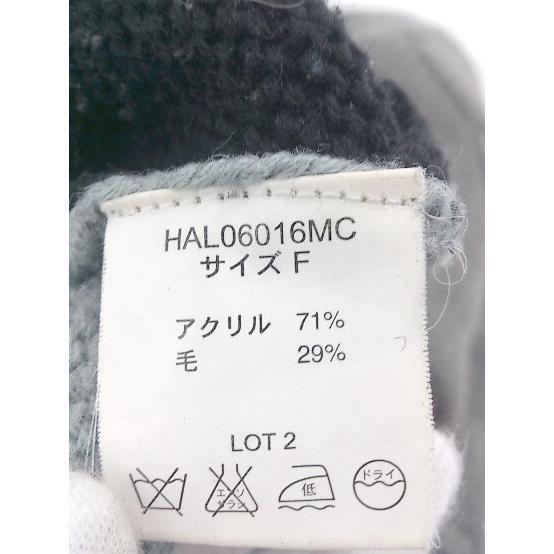 HAL06016MC
サイズ F
アクリル 71%
毛 29%
LOT 2
エンソ サラシ 低 ドライ